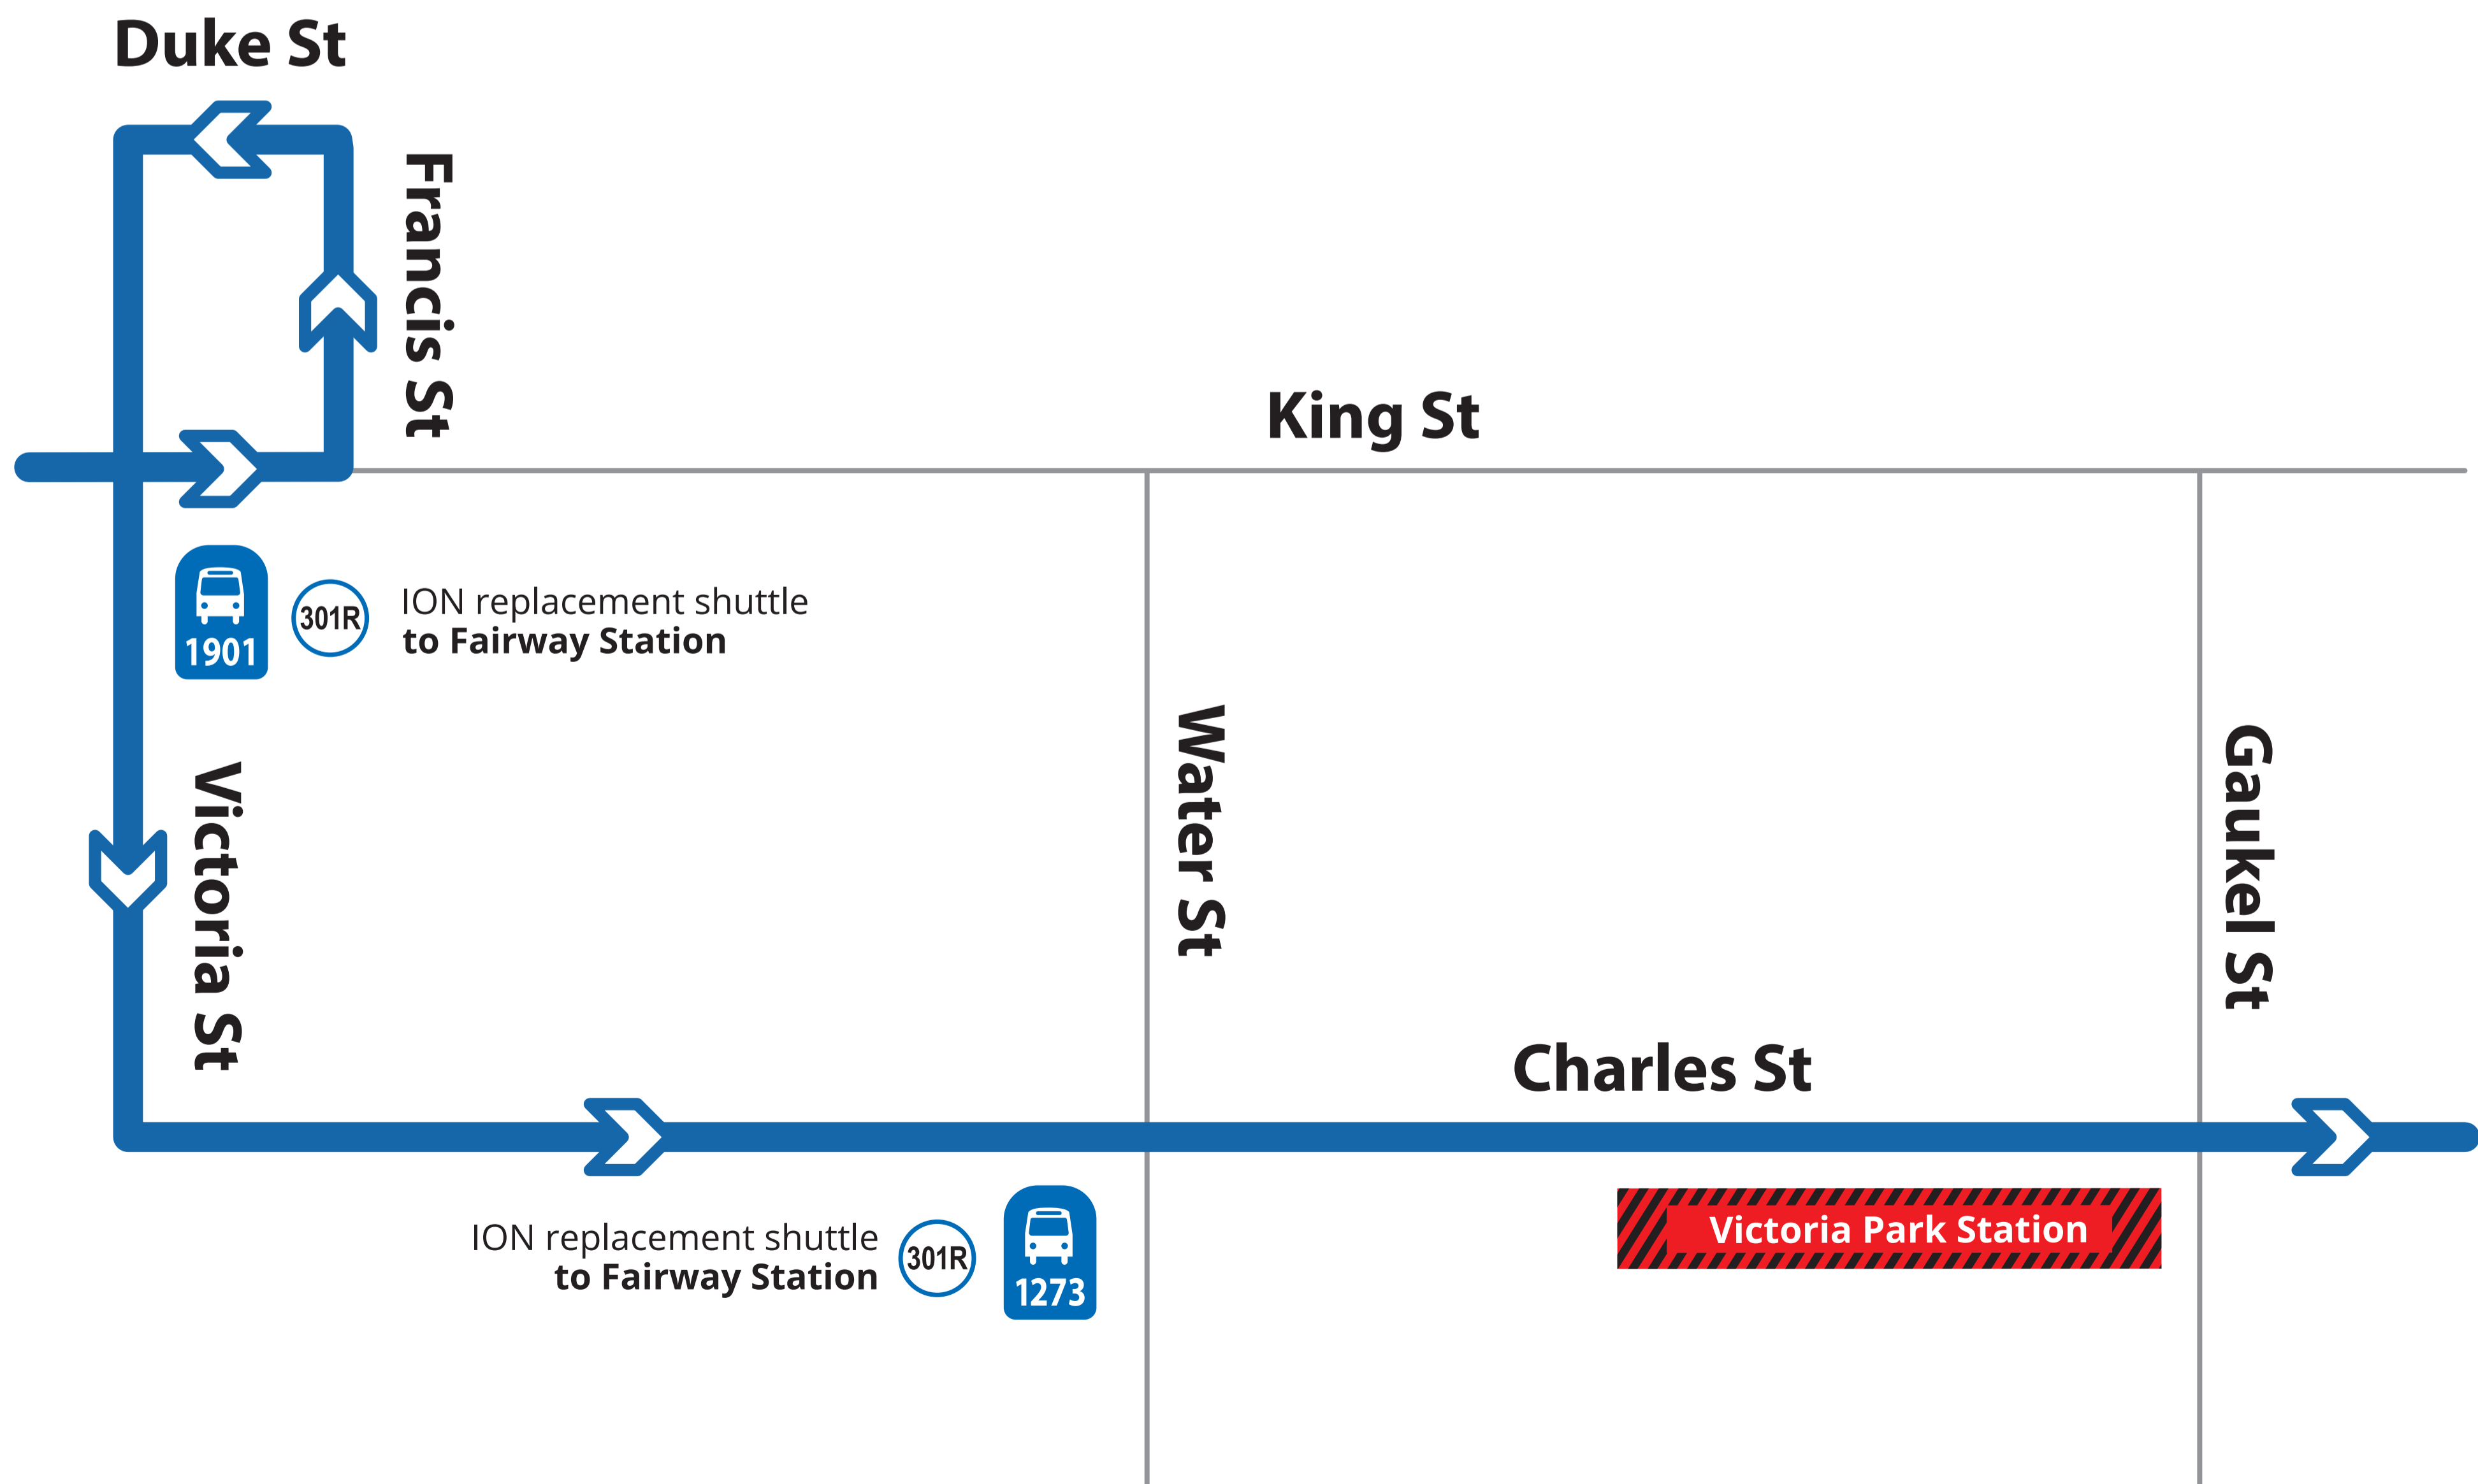 Duke St
Francis St
King St
1901
301R
ION replacement shuttle
to Fairway Station
Victoria St
Water St
Gaukel St
Charles St
ION replacement shuttle
to Fairway Station
301R
1273
Victoria Park Station